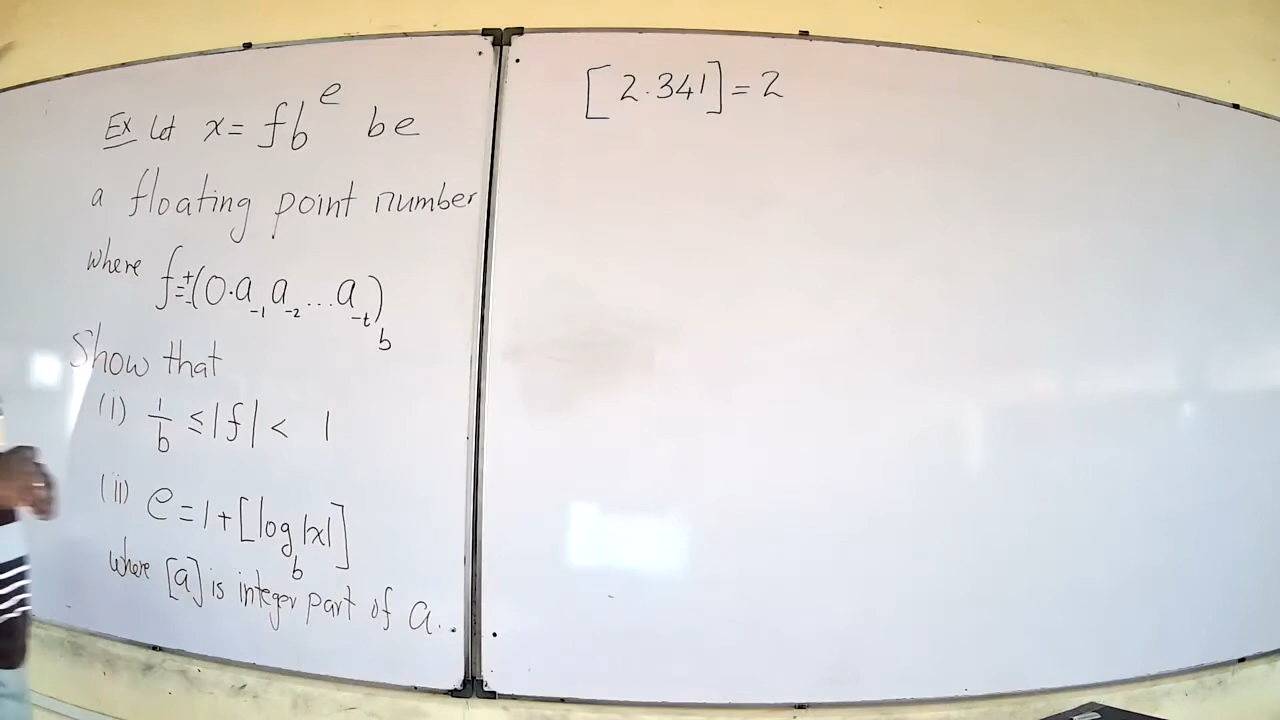 Ex Let x = fb^e be
a floating point number
where f = ±(0.a_{-1} a_{-2} ... a_{-t})_b
Show that
(i) 1/b ≤ |f| < 1
(ii) e = 1 + [log_b |x|]
where [a] is integer part of a.
[2.341] = 2